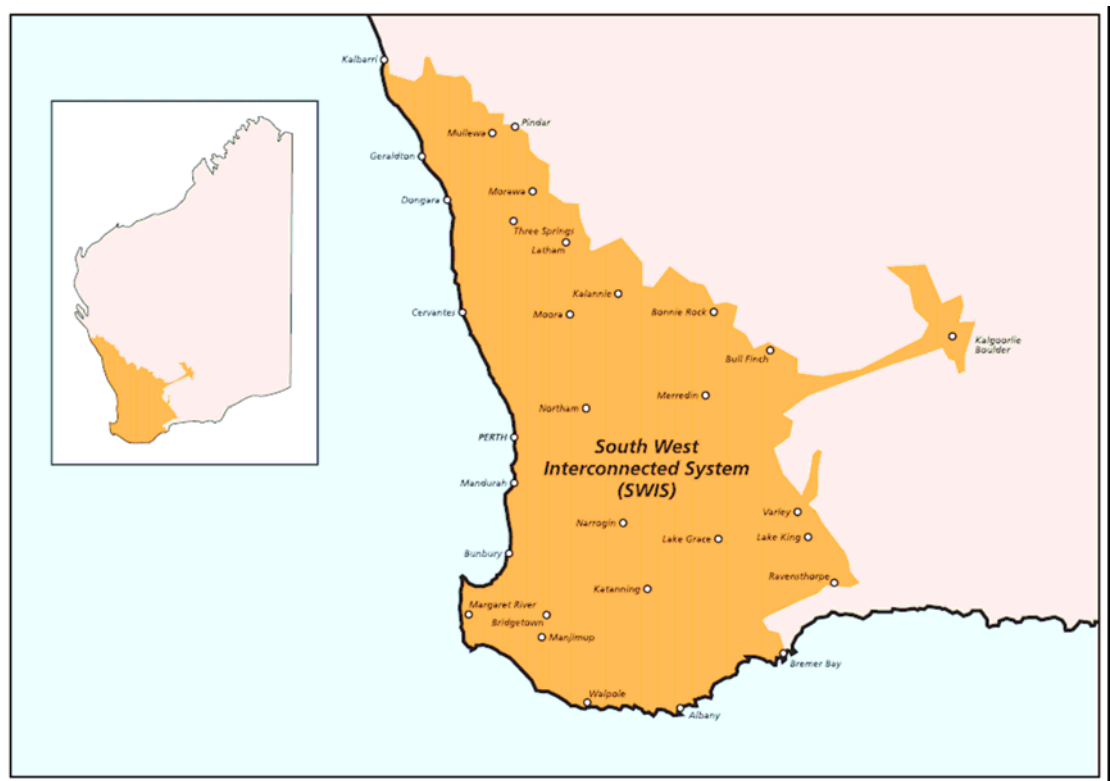 Kalbarri
Pindar
Mullewa
Geraldton
Morawa
Dongara
Three Springs
Latham
Kalannie
Cervantes
Moora
Bonnie Rock
Kalgoorlie
Boulder
Bull Finch
Merredin
Northam
PERTH
South West
Interconnected System
(SWIS)
Mandurah
Varley
Narrogin
Lake Grace
Lake King
Bunbury
Ravensthorpe
Katanning
Margaret River
Bridgetown
Manjimup
Bremer Bay
Walpole
Albany